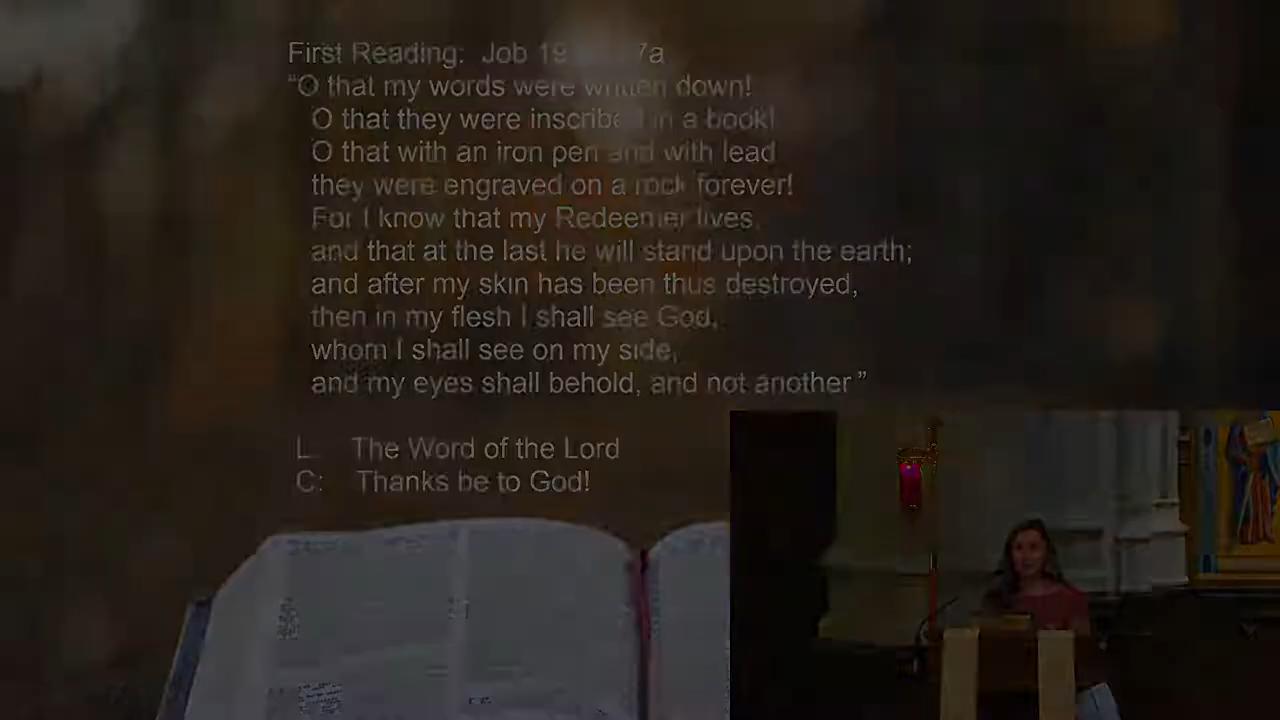 First Reading: Job 19 7a
“O that my words were written down!
O that they were inscribed in a book!
O that with an iron pen and with lead
they were engraved on a rock forever!
For I know that my Redeemer lives,
and that at the last he will stand upon the earth;
and after my skin has been thus destroyed,
then in my flesh I shall see God,
whom I shall see on my side,
and my eyes shall behold, and not another”
L: The Word of the Lord
C: Thanks be to God!